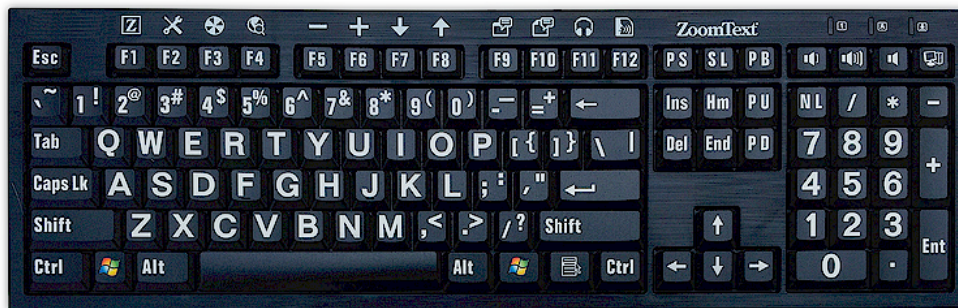 Z ZoomText 1 A
Esc F1 F2 F3 F4 F5 F6 F7 F8 F9 F10 F11 F12 PS SL PB
`~ 1! 2@ 3# 4$ 5% 6^ 7& 8* 9( 0) -_ =+ ← Ins Hm PU NL / * -
Tab Q W E R T Y U I O P [{ ]} \| Del End PD 7 8 9 +
Caps Lk A S D F G H J K L ;: '" ↵ 4 5 6
Shift Z X C V B N M ,< .> /? Shift ↑ 1 2 3 Ent
Ctrl Alt Alt Ctrl ← ↓ → 0 .